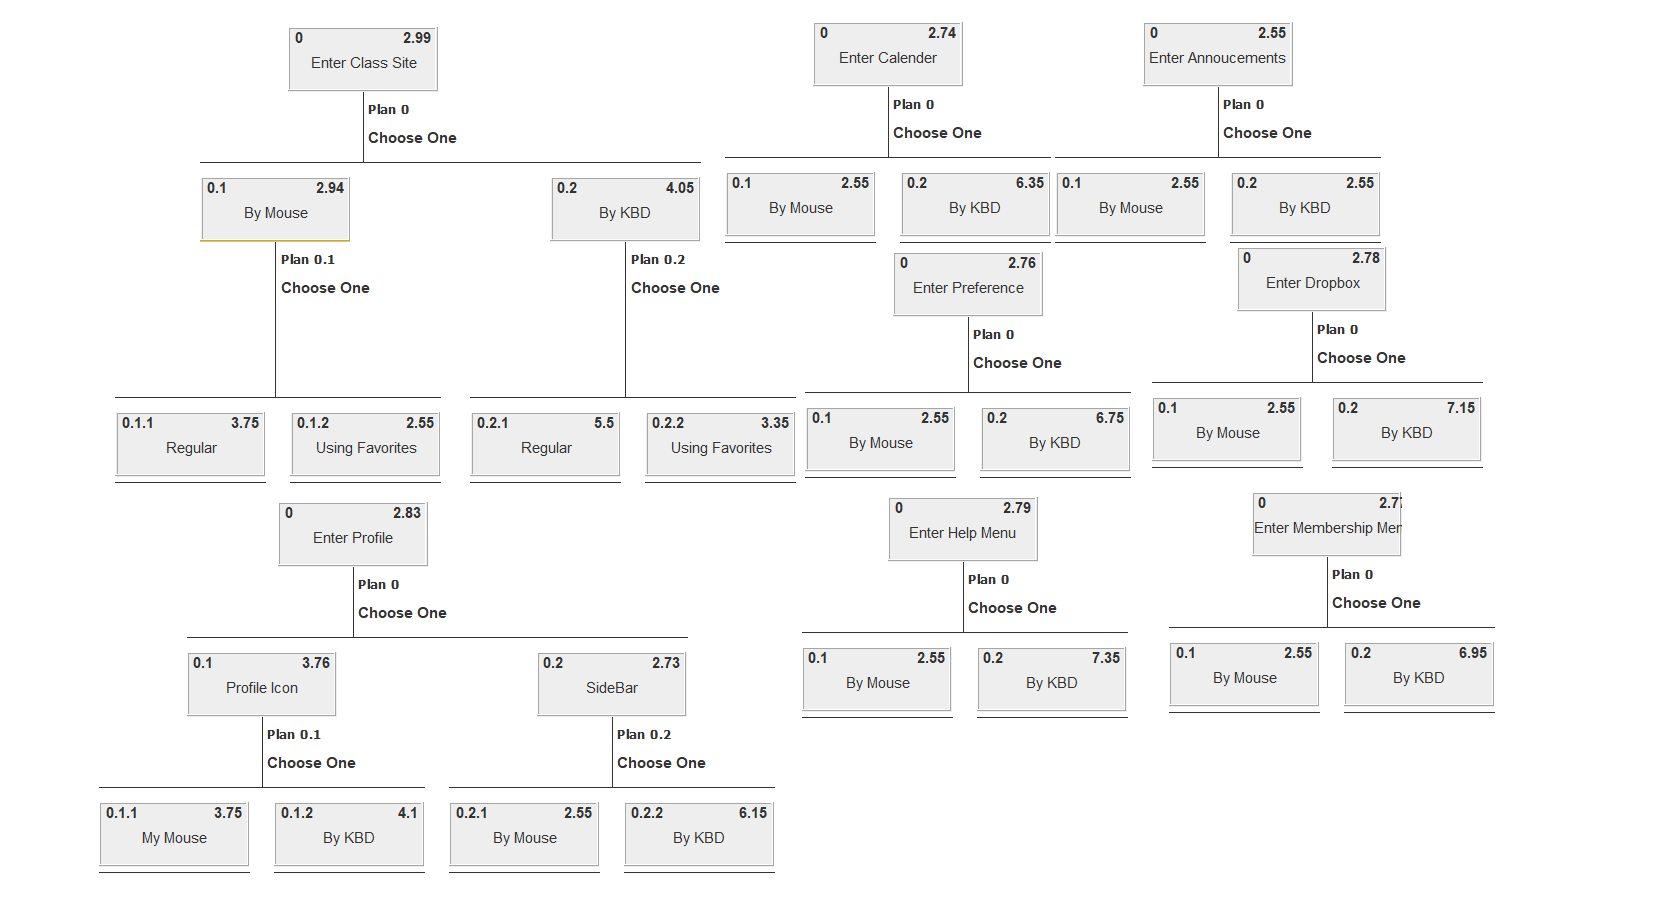 0 2.99
Enter Class Site
Plan 0
Choose One
0.1 2.94
By Mouse
0.2 4.05
By KBD
Plan 0.1
Choose One
Plan 0.2
Choose One
0.1.1 3.75
Regular
0.1.2 2.55
Using Favorites
0.2.1 5.5
Regular
0.2.2 3.35
Using Favorites
0 2.74
Enter Calender
Plan 0
Choose One
0.1 2.55
By Mouse
0.2 6.35
By KBD
0 2.55
Enter Annoucements
Plan 0
Choose One
0.1 2.55
By Mouse
0.2 2.55
By KBD
0 2.76
Enter Preference
Plan 0
Choose One
0.1 2.55
By Mouse
0.2 6.75
By KBD
0 2.78
Enter Dropbox
Plan 0
Choose One
0.1 2.55
By Mouse
0.2 7.15
By KBD
0 2.83
Enter Profile
Plan 0
Choose One
0.1 3.76
Profile Icon
0.2 2.73
SideBar
Plan 0.1
Choose One
Plan 0.2
Choose One
0.1.1 3.75
My Mouse
0.1.2 4.1
By KBD
0.2.1 2.55
By Mouse
0.2.2 6.15
By KBD
0 2.79
Enter Help Menu
Plan 0
Choose One
0.1 2.55
By Mouse
0.2 7.35
By KBD
0 2.77
Enter Membership Mer
Plan 0
Choose One
0.1 2.55
By Mouse
0.2 6.95
By KBD